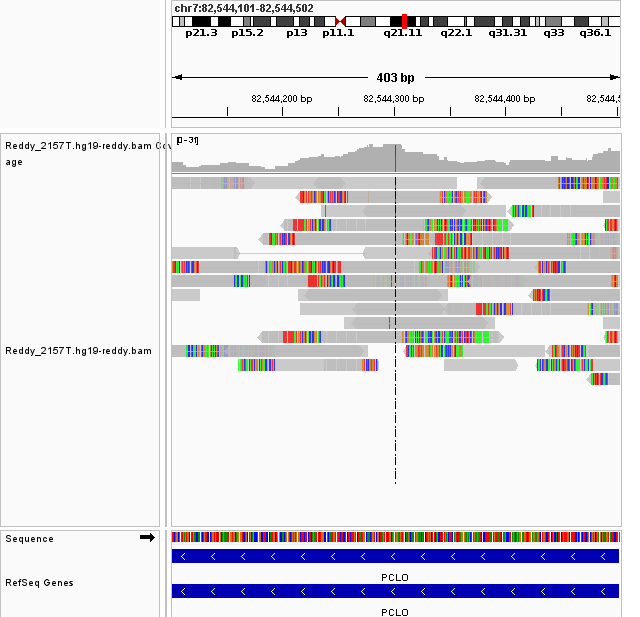 chr7:82,544,101-82,544,502
p21.3 p15.2 p13 p11.1 q21.11 q22.1 q31.31 q33 q36.1
403 bp
82,544,200 bp 82,544,300 bp 82,544,400 bp 82,544,5
Reddy_2157T.hg19-reddy.bam Cov
age
[0-31]
Reddy_2157T.hg19-reddy.bam
Sequence
PCLO
RefSeq Genes
PCLO